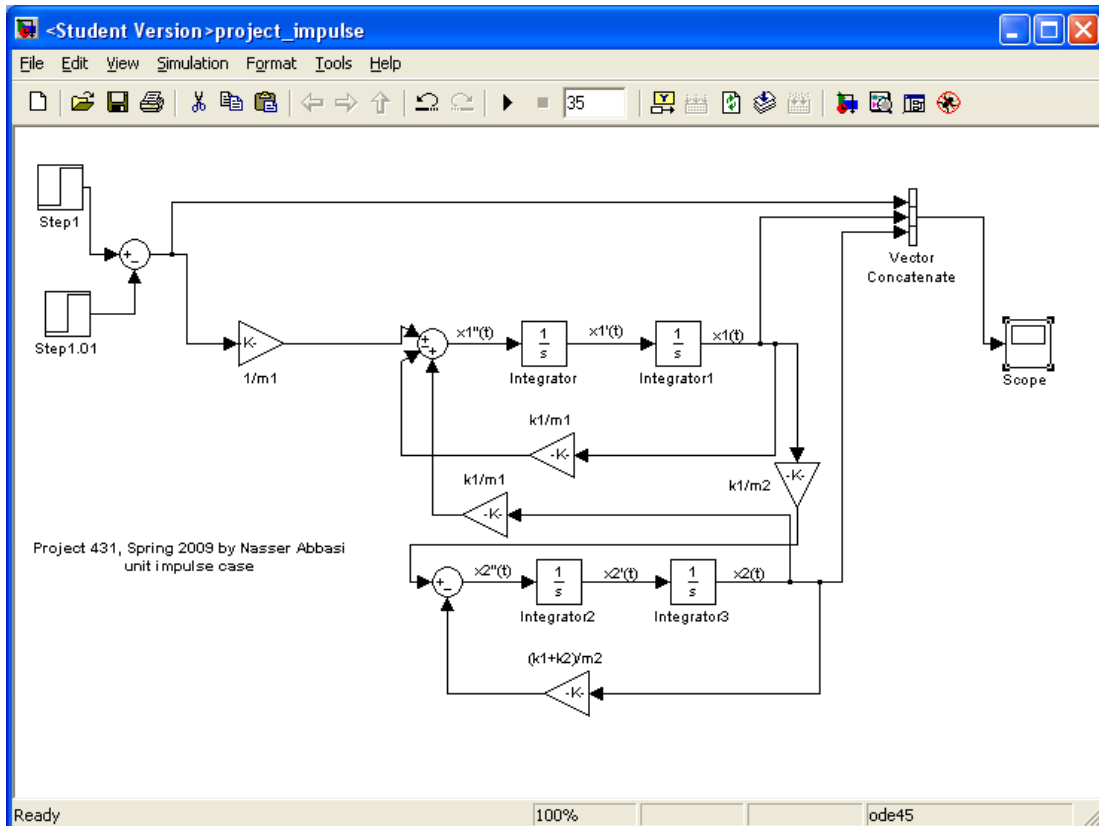 <Student Version>project_impulse
File Edit View Simulation Format Tools Help
35
Step1
Step1.01
+
-
K-
1/m1
+
-
+
x1''(t)
1
s
Integrator
x1'(t)
1
s
Integrator1
x1(t)
Vector
Concatenate
Scope
k1/m1
-K-
k1/m1
-K-
k1/m2
-K-
Project 431, Spring 2009 by Nasser Abbasi
unit impulse case
+
-
x2''(t)
1
s
Integrator2
x2'(t)
1
s
Integrator3
x2(t)
(k1+k2)/m2
-K-
Ready 100% ode45